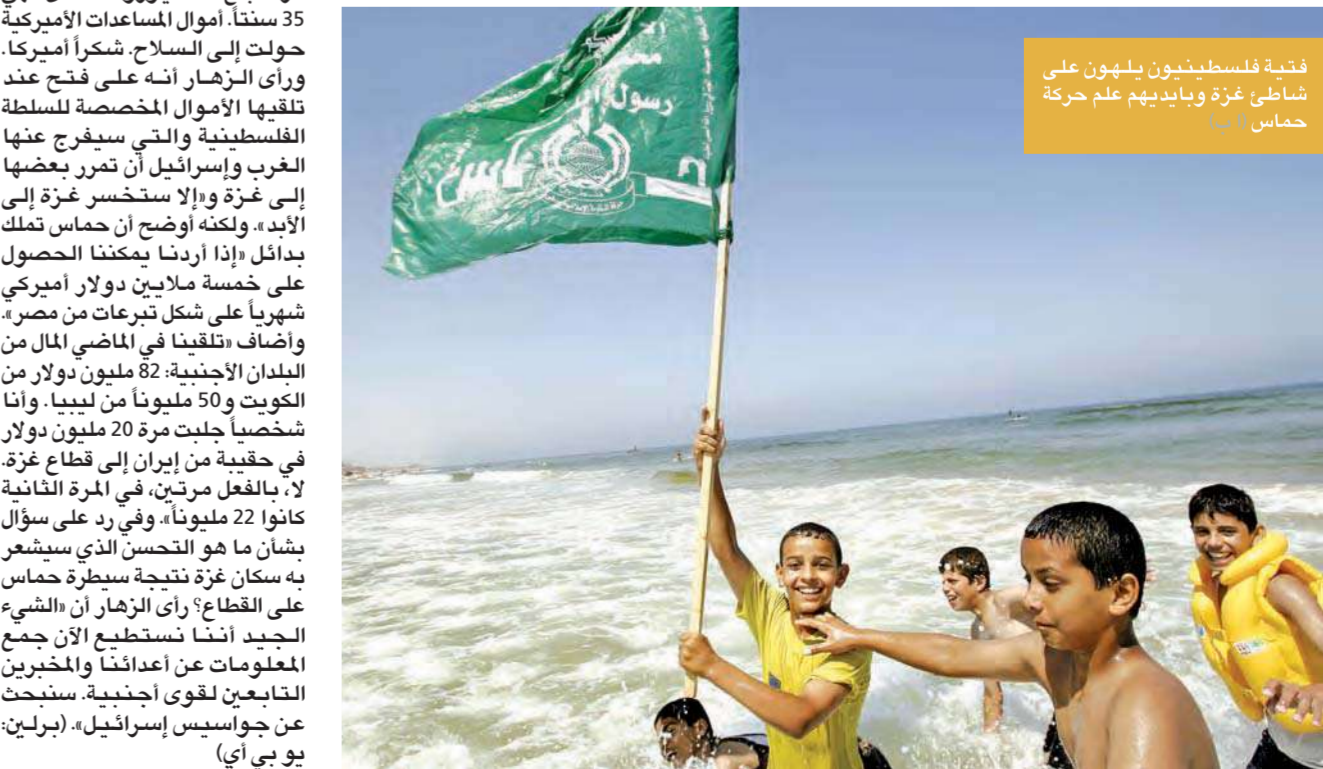 35 سنتاً. أموال المساعدات الأميركية
حولت إلى السلاح. شكراً أميركا.
ورأى الزهار أنه على فتح عند
تلقيها الأموال المخصصة للسلطة
الفلسطينية والتي سيفرج عنها
الغرب وإسرائيل أن تمرر بعضها
إلى غزة و«إلا ستخسر غزة إلى
الأبد». ولكنه أوضح أن حماس تملك
بدائل «إذا أردنا يمكننا الحصول
على خمسة ملايين دولار أميركي
شهرياً على شكل تبرعات من مصر».
وأضاف «تلقينا في الماضي المال من
البلدان الأجنبية: 82 مليون دولار من
الكويت و50 مليوناً من ليبيا. وأنا
شخصياً جلبت مرة 20 مليون دولار
في حقيبة من إيران إلى قطاع غزة.
لا، بالفعل مرتين، في المرة الثانية
كانوا 22 مليوناً». وفي رد على سؤال
بشأن ما هو التحسن الذي سيشعر
به سكان غزة نتيجة سيطرة حماس
على القطاع؟ رأى الزهار أن «الشيء
الجيد أننا نستطيع الآن جمع
المعلومات عن أعدائنا والمخبرين
التابعين لقوى أجنبية. سنبحث
عن جواسيس إسرائيل». (برلين:
يو بي أي)
فتية فلسطينيون يلهون على
شاطئ غزة وبايديهم علم حركة
حماس (أ ب)
رسول